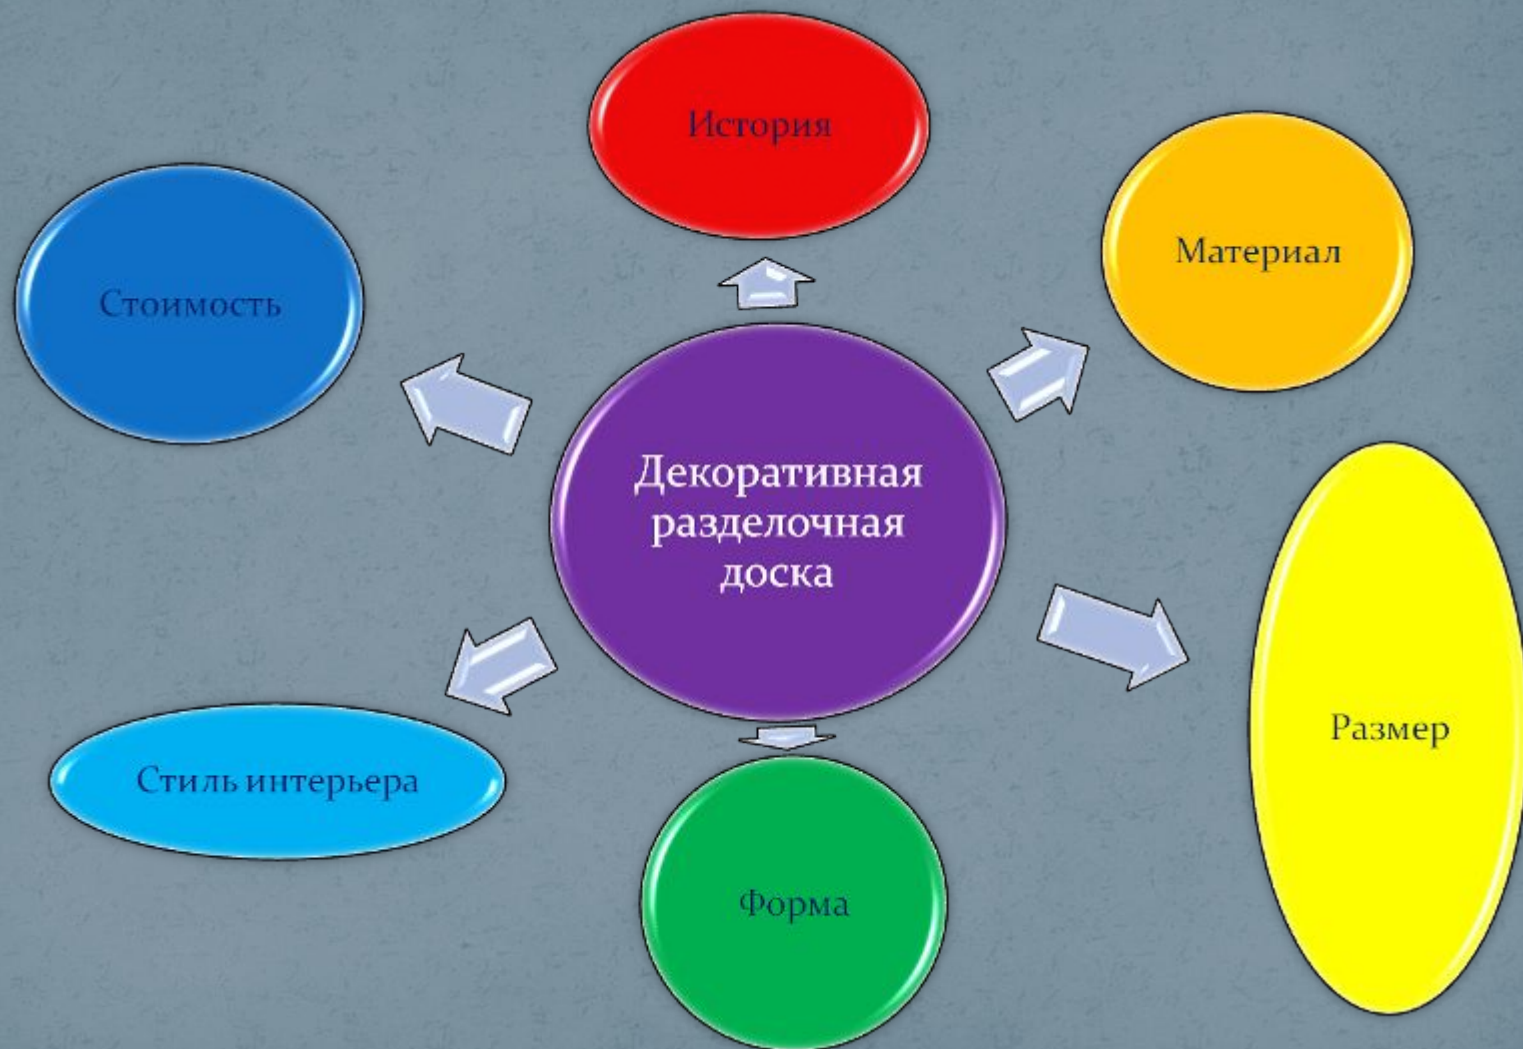 История
Материал
Стоимость
Декоративная
разделочная
доска
Размер
Стиль интерьера
Форма